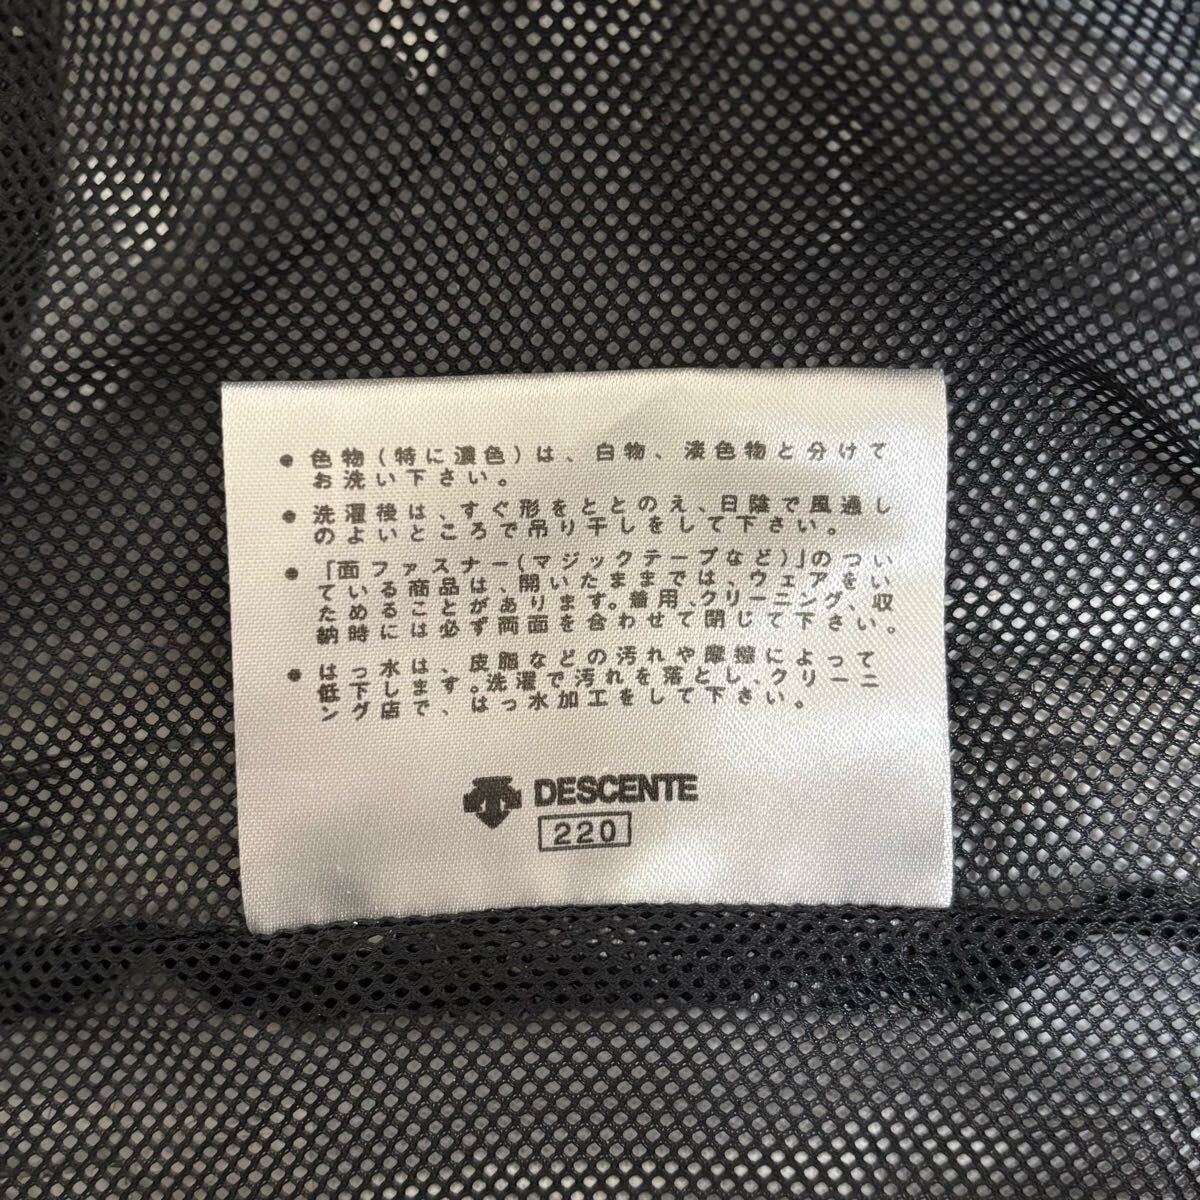 ● 色物(特に濃色)は、白物、淡色物と分けて
お洗い下さい。
● 洗濯後は、すぐ形をととのえ、日陰で風通し
のよいところで吊り干しをして下さい。
● 「面ファスナー(マジックテープなど)」のつい
ている商品は、開いたままでは、ウェアをい
ためることがあります。着用、クリーニング、収
納時には必ず両面を合わせて閉じて下さい。
● はっ水は、皮脂などの汚れや摩擦によって
低下します。洗濯で汚れを落とし、クリーニ
ング店で、はっ水加工をして下さい。
DESCENTE
220